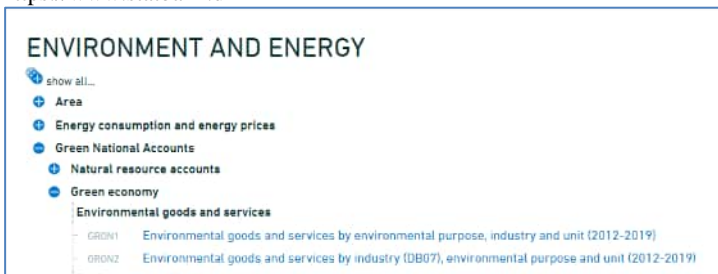 ENVIRONMENT AND ENERGY
show all...
Area
Energy consumption and energy prices
Green National Accounts
Natural resource accounts
Green economy
Environmental goods and services
GRON1 Environmental goods and services by environmental purpose, industry and unit (2012-2019)
GRON2 Environmental goods and services by industry (DB07), environmental purpose and unit (2012-2019)